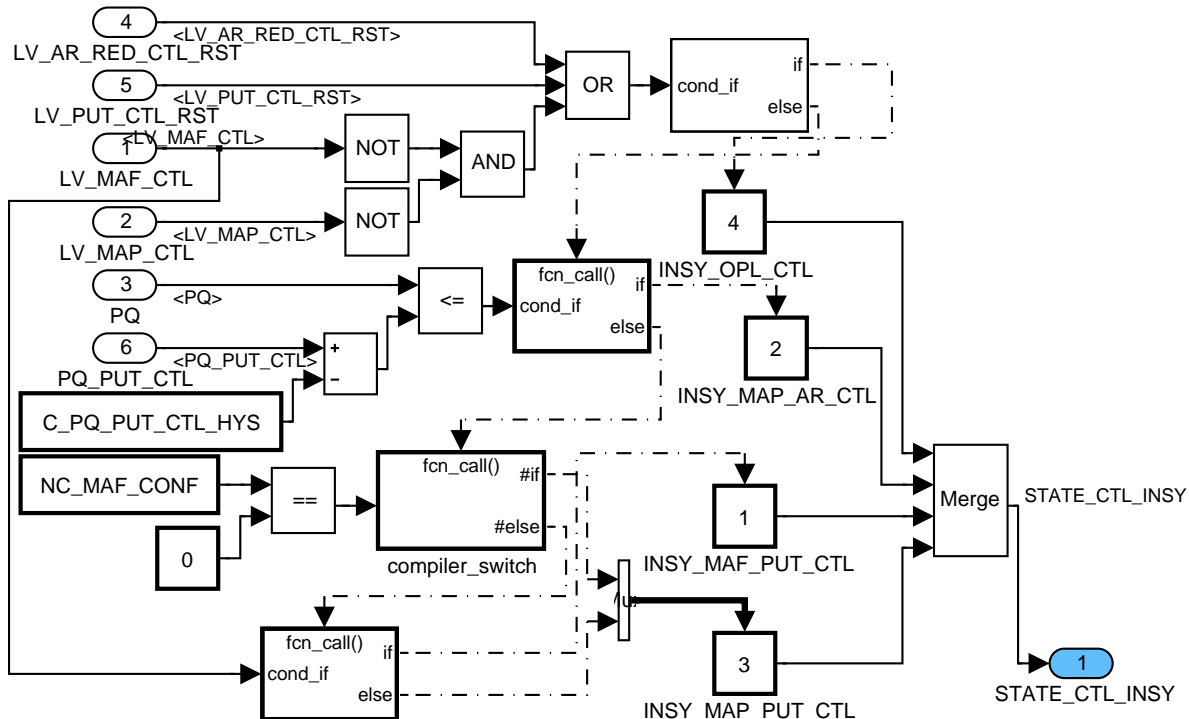 4
<LV_AR_RED_CTL_RST>
LV_AR_RED_CTL_RST
5
<LV_PUT_CTL_RST>
LV_PUT_CTL_RST
<LV_MAF_CTL>
1
LV_MAF_CTL
2
<LV_MAP_CTL>
LV_MAP_CTL
NOT
NOT
AND
OR
cond_if
if
else
4
INSY_OPL_CTL
3
<PQ>
PQ
6
<PQ_PUT_CTL>
PQ_PUT_CTL
+
−
<=
fcn_call()
cond_if
if
else
2
INSY_MAP_AR_CTL
C_PQ_PUT_CTL_HYS
NC_MAF_CONF
0
==
fcn_call()
#if
#else
compiler_switch
1
INSY_MAF_PUT_CTL
Merge
STATE_CTL_INSY
fcn_call()
cond_if
if
else
3
INSY_MAP_PUT_CTL
1
STATE_CTL_INSY